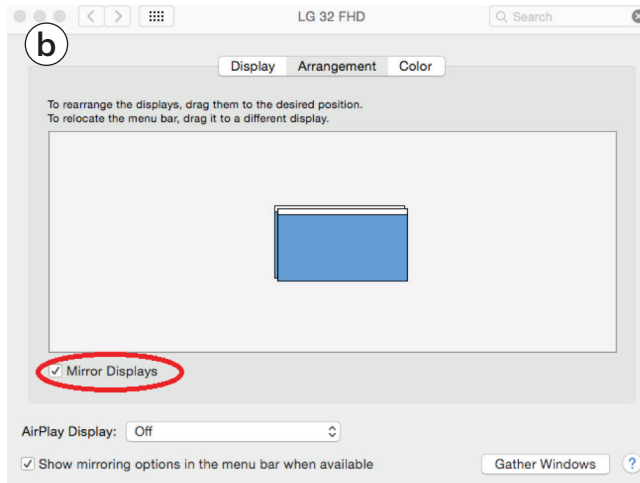 LG 32 FHD
Search
b
Display Arrangement Color
To rearrange the displays, drag them to the desired position.
To relocate the menu bar, drag it to a different display.
Mirror Displays
AirPlay Display: Off
Show mirroring options in the menu bar when available
Gather Windows ?